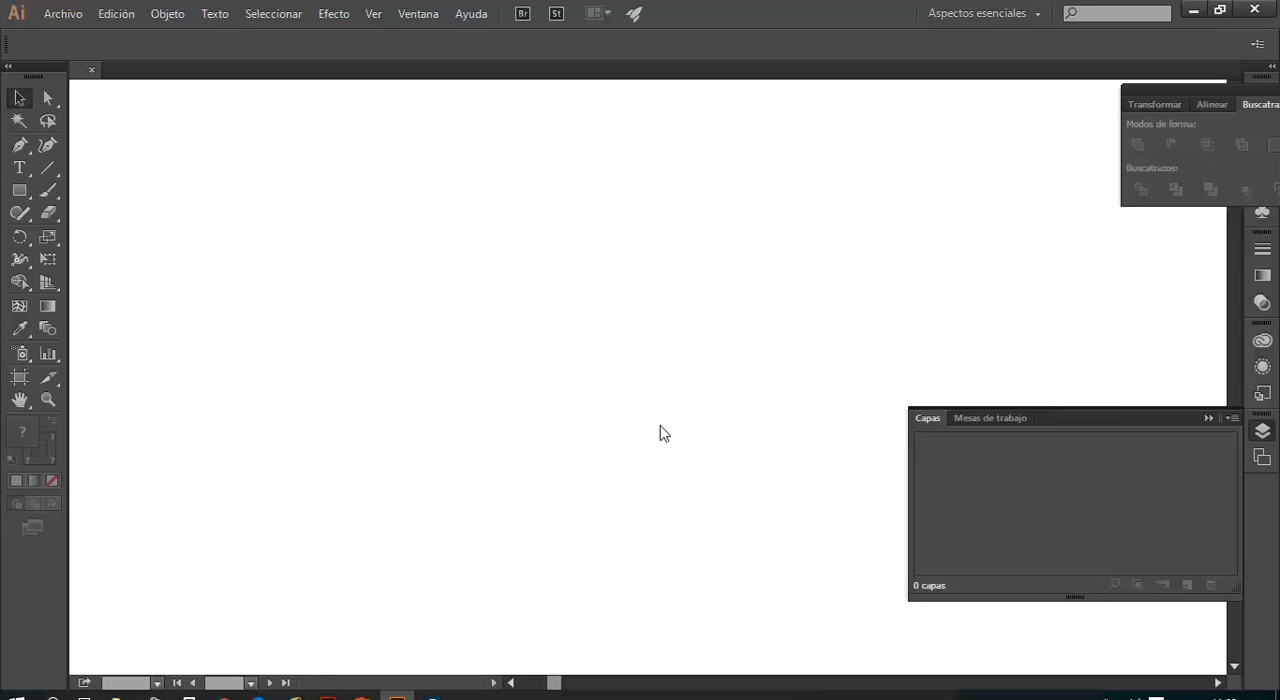 Ai Archivo Edición Objeto Texto Seleccionar Efecto Ver Ventana Ayuda Br St Aspectos esenciales
Transformar Alinear Buscatra
Modos de forma:
Buscatrazos:
T
?
Capas Mesas de trabajo
0 capas